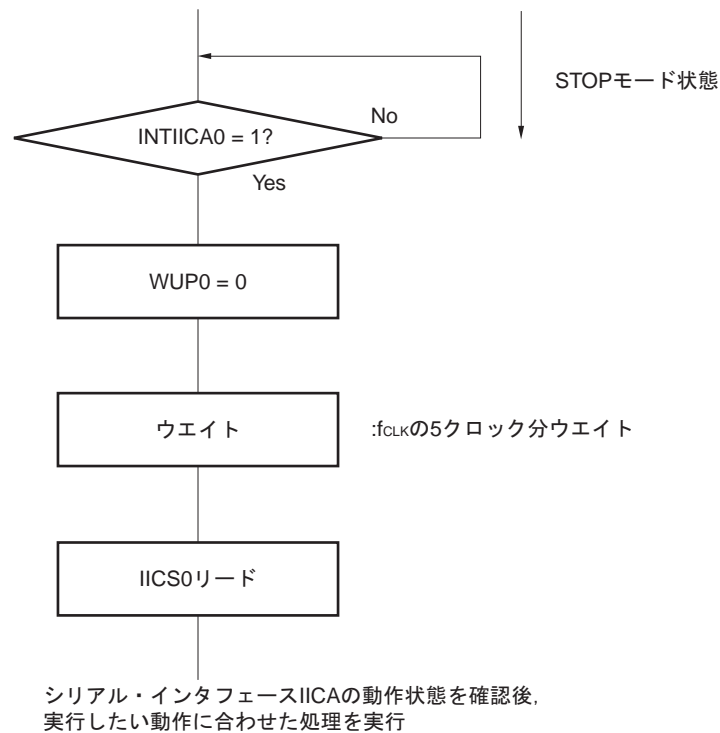 STOPモード状態
No
INTIICA0 = 1?
Yes
WUP0 = 0
ウエイト
:fCLKの5クロック分ウエイト
IICS0リード
シリアル・インタフェースIICAの動作状態を確認後,
実行したい動作に合わせた処理を実行